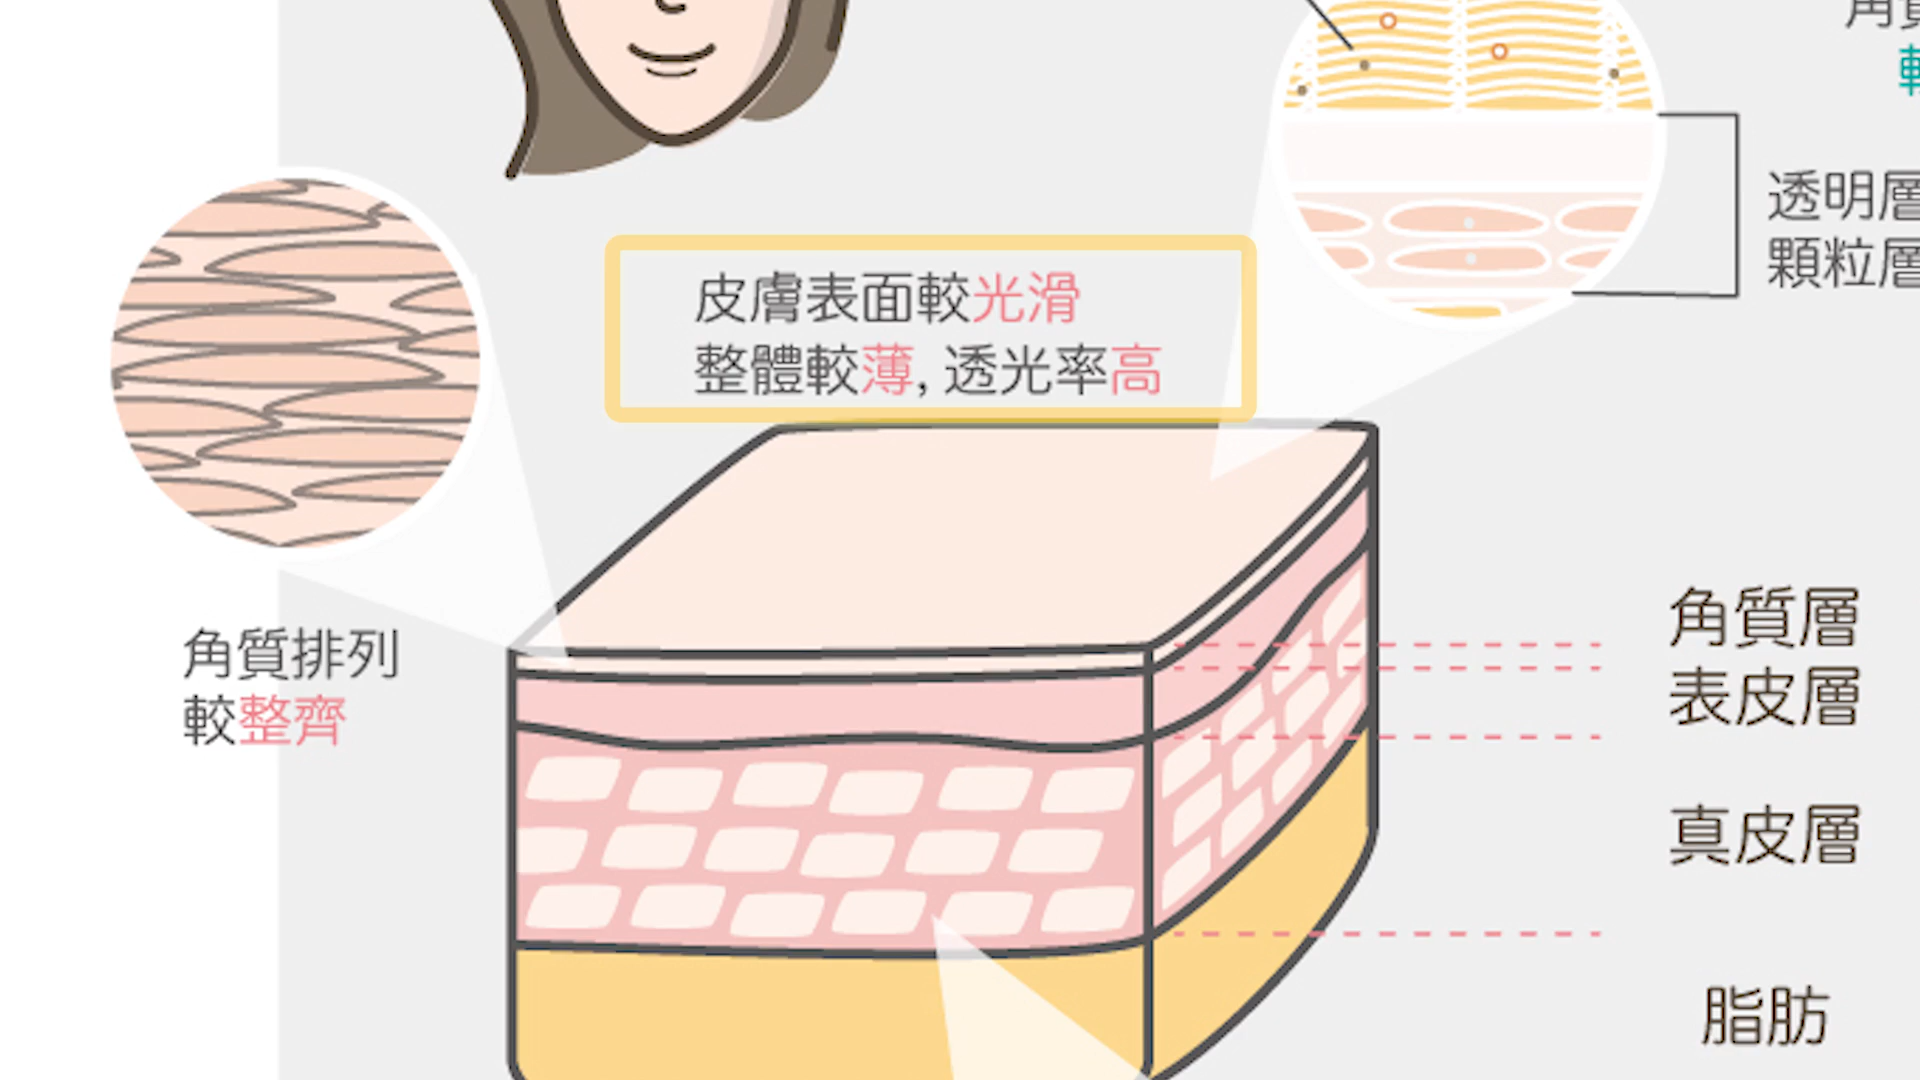 角
透明層
顆粒層
皮膚表面較光滑
整體較薄, 透光率高
角質排列
較整齊
角質層
表皮層
真皮層
脂肪